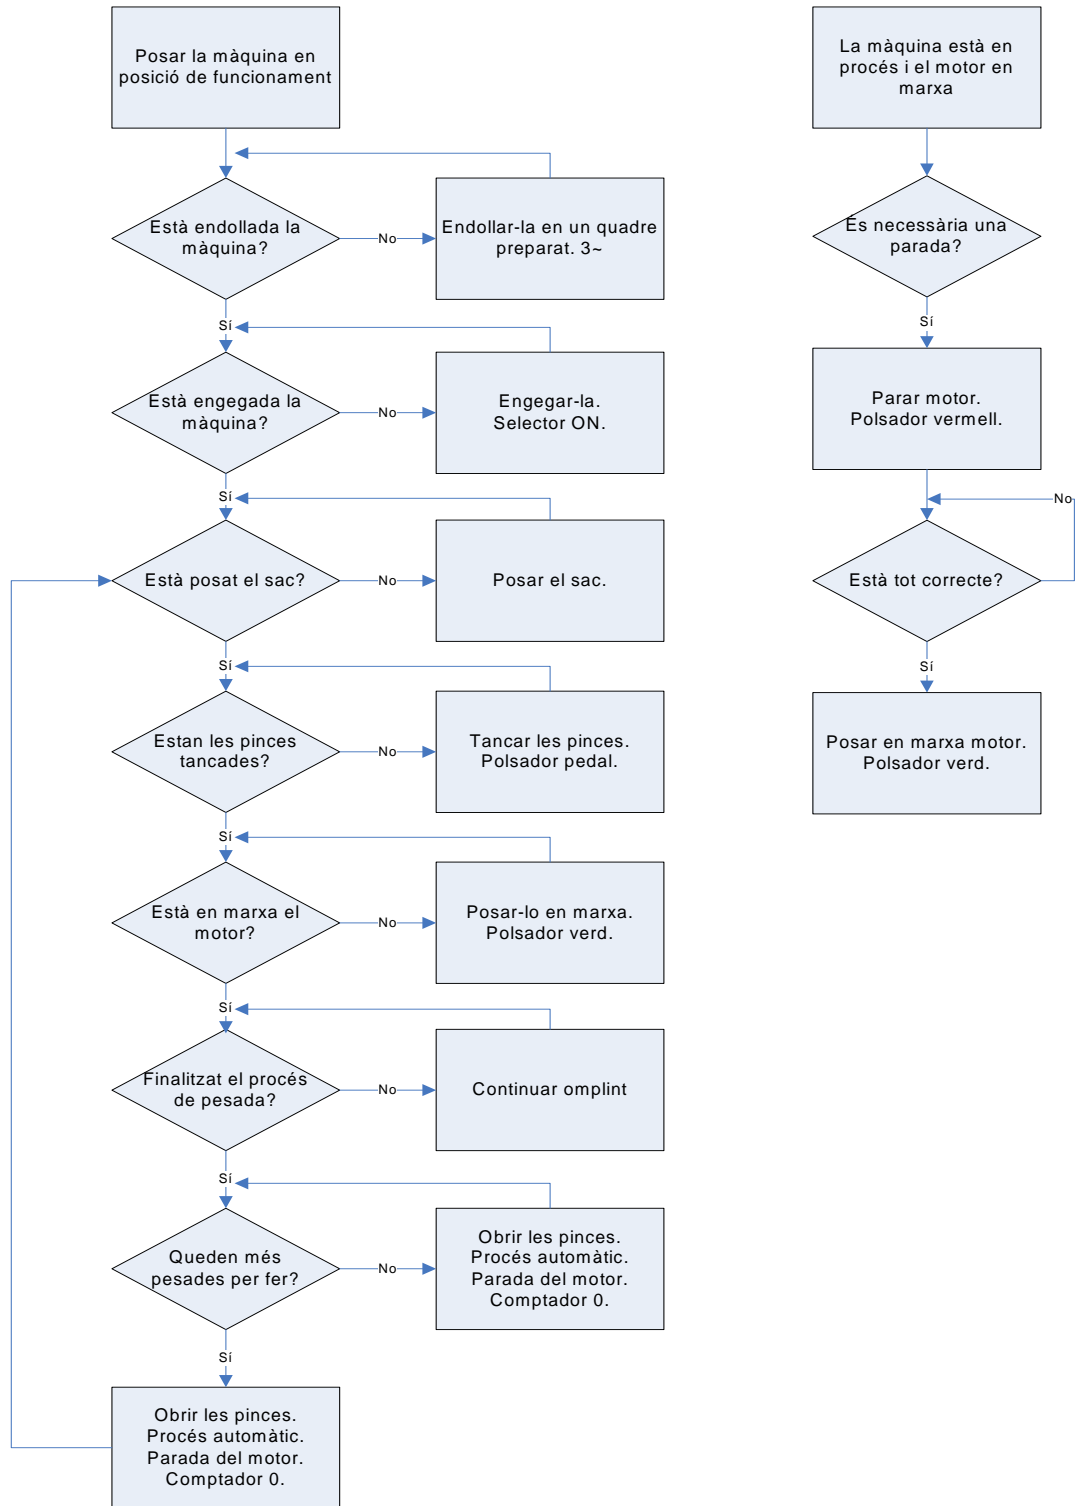 Posar la màquina en
posició de funcionament
Està endollada la
màquina?
No
Endollar-la en un quadre
preparat. 3~
Sí
Està engegada la
màquina?
No
Engegar-la.
Selector ON.
Sí
Està posat el sac?
No
Posar el sac.
Sí
Estan les pinces
tancades?
No
Tancar les pinces.
Polsador pedal.
Sí
Està en marxa el
motor?
No
Posar-lo en marxa.
Polsador verd.
Sí
Finalitzat el procés
de pesada?
No
Continuar omplint
Sí
Queden més
pesades per fer?
No
Obrir les pinces.
Procés automàtic.
Parada del motor.
Comptador 0.
Sí
Obrir les pinces.
Procés automàtic.
Parada del motor.
Comptador 0.
La màquina està en
procés i el motor en
marxa
És necessària una
parada?
Sí
Parar motor.
Polsador vermell.
No
Està tot correcte?
Sí
Posar en marxa motor.
Polsador verd.